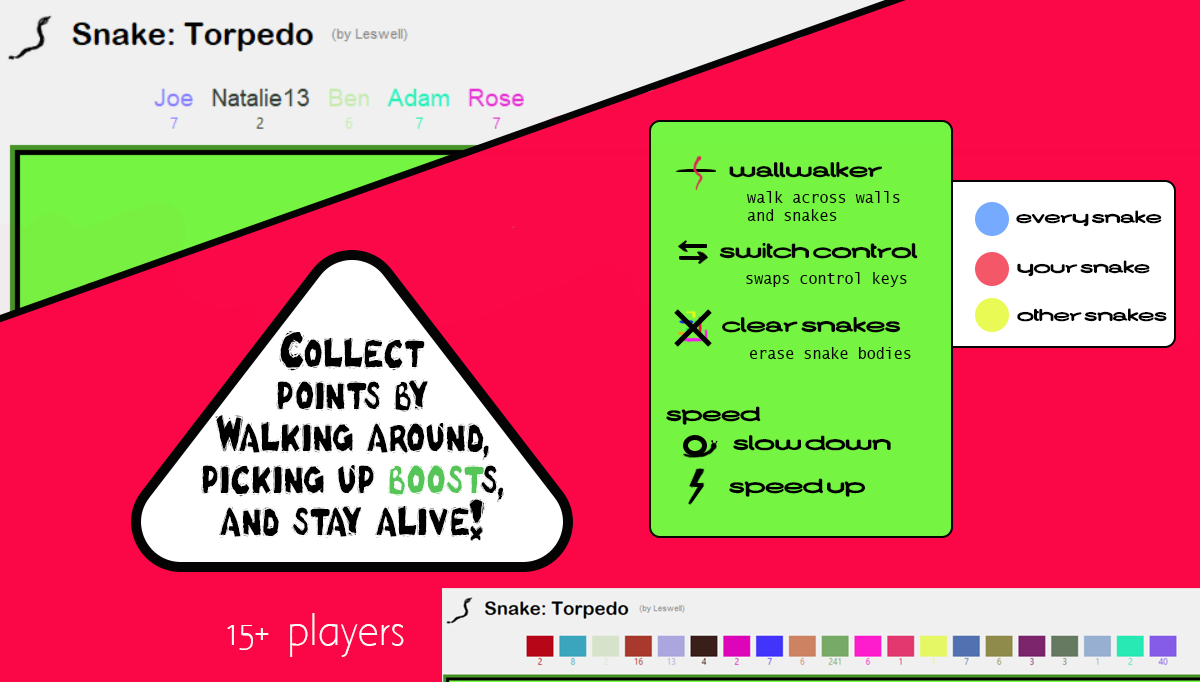 Snake: Torpedo (by Leswell)
Joe Natalie13 Ben Adam Rose
7 2 6 7 7
wallwalker
walk across walls
and snakes
switch control
swaps control keys
clear snakes
erase snake bodies
speed
slow down
speed up
every snake
your snake
other snakes
Collect
points by
Walking around,
picking up boosts,
and stay alive!
15+ players
Snake: Torpedo (by Leswell)
2 8 2 16 13 4 2 7 6 241 6 1 7 6 3 3 1 2 40